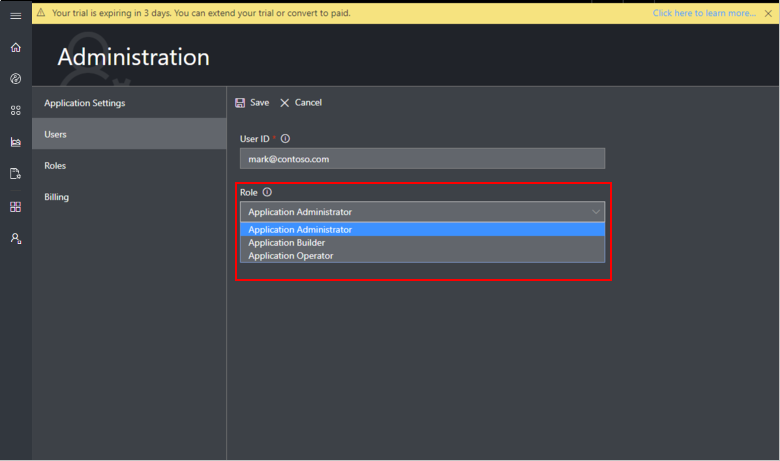 Your trial is expiring in 3 days. You can extend your trial or convert to paid. Click here to learn more...
Administration
Application Settings
Users
Roles
Billing
Save Cancel
User ID *
mark@contoso.com
Role
Application Administrator
Application Administrator
Application Builder
Application Operator